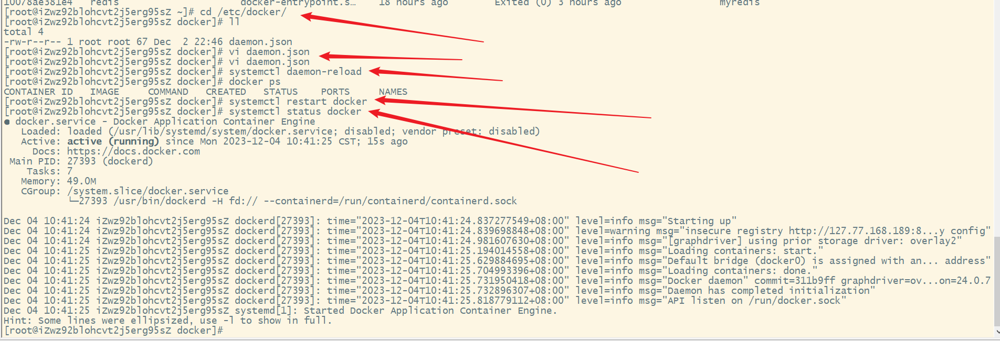 10078ae381e4   redis                     docker-entrypoint.s…    18 hours ago        Exited (0) 3 hours ago                 myredis
[root@iZwz92blohcvt2j5erg95sZ ~]# cd /etc/docker/
[root@iZwz92blohcvt2j5erg95sZ docker]# ll
total 4
-rw-r--r-- 1 root root 67 Dec  2 22:46 daemon.json
[root@iZwz92blohcvt2j5erg95sZ docker]# vi daemon.json
[root@iZwz92blohcvt2j5erg95sZ docker]# vi daemon.json
[root@iZwz92blohcvt2j5erg95sZ docker]# systemctl daemon-reload
[root@iZwz92blohcvt2j5erg95sZ docker]# docker ps
CONTAINER ID   IMAGE     COMMAND   CREATED   STATUS    PORTS     NAMES
[root@iZwz92blohcvt2j5erg95sZ docker]# systemctl restart docker
[root@iZwz92blohcvt2j5erg95sZ docker]# systemctl status docker
● docker.service - Docker Application Container Engine
   Loaded: loaded (/usr/lib/systemd/system/docker.service; disabled; vendor preset: disabled)
   Active: active (running) since Mon 2023-12-04 10:41:25 CST; 15s ago
     Docs: https://docs.docker.com
 Main PID: 27393 (dockerd)
    Tasks: 7
   Memory: 49.0M
   CGroup: /system.slice/docker.service
           └─27393 /usr/bin/dockerd -H fd:// --containerd=/run/containerd/containerd.sock
Dec 04 10:41:24 iZwz92blohcvt2j5erg95sZ dockerd[27393]: time="2023-12-04T10:41:24.837277549+08:00" level=info msg="Starting up"
Dec 04 10:41:24 iZwz92blohcvt2j5erg95sZ dockerd[27393]: time="2023-12-04T10:41:24.839698848+08:00" level=warning msg="insecure registry http://127.77.168.189:8...y config"
Dec 04 10:41:24 iZwz92blohcvt2j5erg95sZ dockerd[27393]: time="2023-12-04T10:41:24.981607630+08:00" level=info msg="[graphdriver] using prior storage driver: overlay2"
Dec 04 10:41:25 iZwz92blohcvt2j5erg95sZ dockerd[27393]: time="2023-12-04T10:41:25.194014558+08:00" level=info msg="Loading containers: start."
Dec 04 10:41:25 iZwz92blohcvt2j5erg95sZ dockerd[27393]: time="2023-12-04T10:41:25.629884695+08:00" level=info msg="Default bridge (docker0) is assigned with an... address"
Dec 04 10:41:25 iZwz92blohcvt2j5erg95sZ dockerd[27393]: time="2023-12-04T10:41:25.704993396+08:00" level=info msg="Loading containers: done."
Dec 04 10:41:25 iZwz92blohcvt2j5erg95sZ dockerd[27393]: time="2023-12-04T10:41:25.731950418+08:00" level=info msg="Docker daemon" commit=311b9ff graphdriver=ov...on=24.0.7
Dec 04 10:41:25 iZwz92blohcvt2j5erg95sZ dockerd[27393]: time="2023-12-04T10:41:25.732896307+08:00" level=info msg="Daemon has completed initialization"
Dec 04 10:41:25 iZwz92blohcvt2j5erg95sZ dockerd[27393]: time="2023-12-04T10:41:25.818779112+08:00" level=info msg="API listen on /run/docker.sock"
Dec 04 10:41:25 iZwz92blohcvt2j5erg95sZ systemd[1]: Started Docker Application Container Engine.
Hint: Some lines were ellipsized, use -l to show in full.
[root@iZwz92blohcvt2j5erg95sZ docker]#